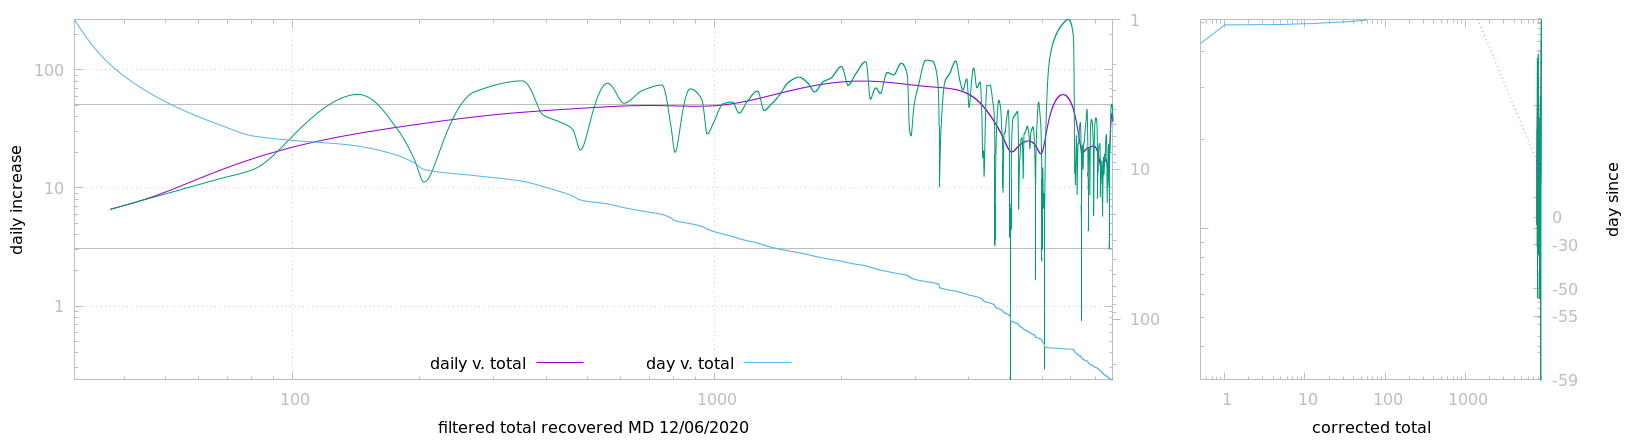 daily increase
100
10
1
daily v. total
day v. total
100
1000
filtered total recovered MD 12/06/2020
1
10
100
0
-30
-50
-55
-59
day since
1
10
100
1000
corrected total